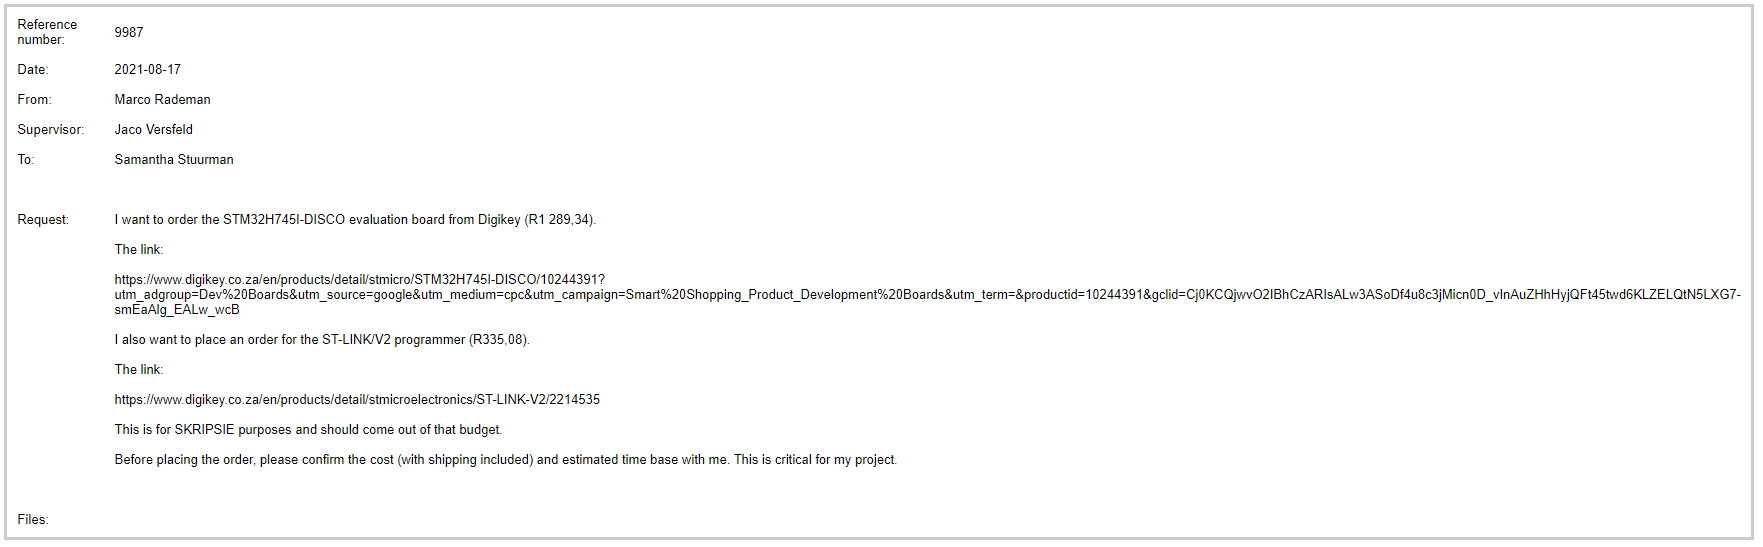 Reference number:
9987
Date:
2021-08-17
From:
Marco Rademan
Supervisor:
Jaco Versfeld
To:
Samantha Stuurman
Request:
I want to order the STM32H745I-DISCO evaluation board from Digikey (R1 289,34).
The link:
https://www.digikey.co.za/en/products/detail/stmicro/STM32H745I-DISCO/10244391?
utm_adgroup=Dev%20Boards&utm_source=google&utm_medium=cpc&utm_campaign=Smart%20Shopping_Product_Development%20Boards&utm_term=&productid=10244391&gclid=Cj0KCQjwvO2IBhCzARIsALw3ASoDf4u8c3jMicn0D_vInAuZHhHyjQFt45twd6KLZELQtN5LXG7-
smEaAlg_EALw_wcB
I also want to place an order for the ST-LINK/V2 programmer (R335,08).
The link:
https://www.digikey.co.za/en/products/detail/stmicroelectronics/ST-LINK-V2/2214535
This is for SKRIPSIE purposes and should come out of that budget.
Before placing the order, please confirm the cost (with shipping included) and estimated time base with me. This is critical for my project.
Files: